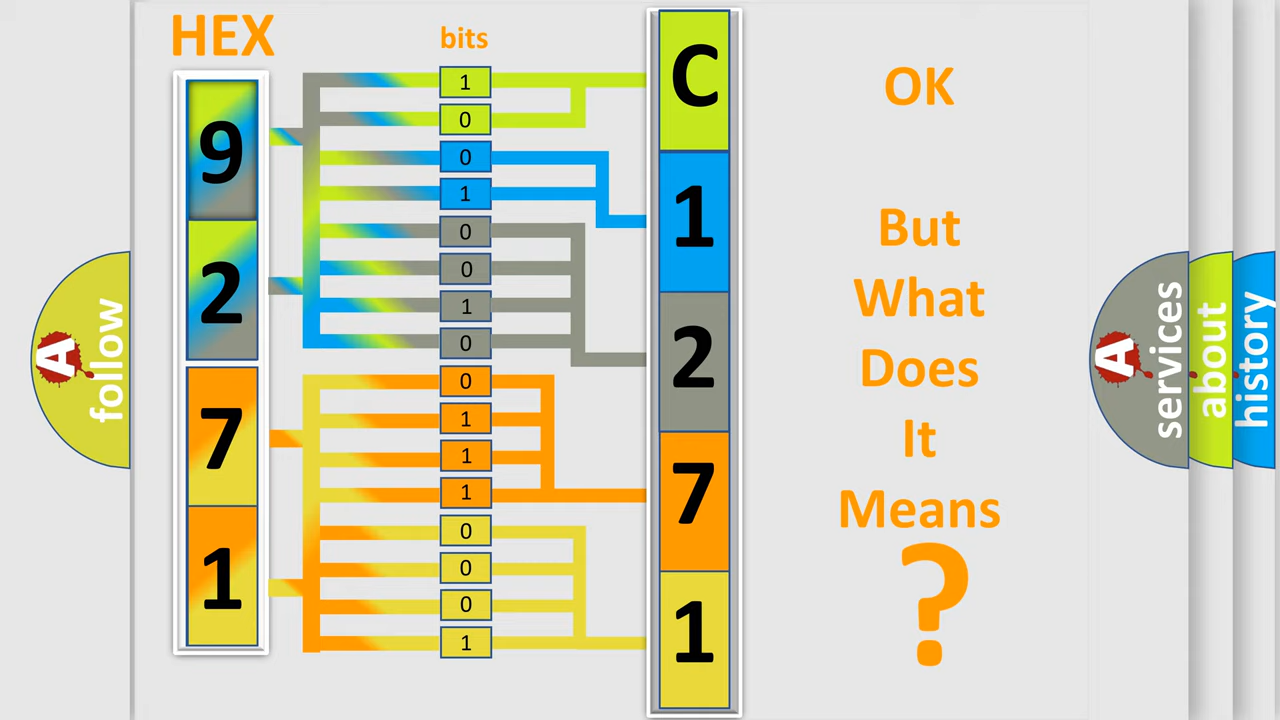 HEX
bits
9
2
7
1
1
0
0
1
0
0
1
0
0
1
1
1
0
0
0
1
C
1
2
7
1
OK
But
What
Does
It
Means
?
A
follow
A
services
about
history